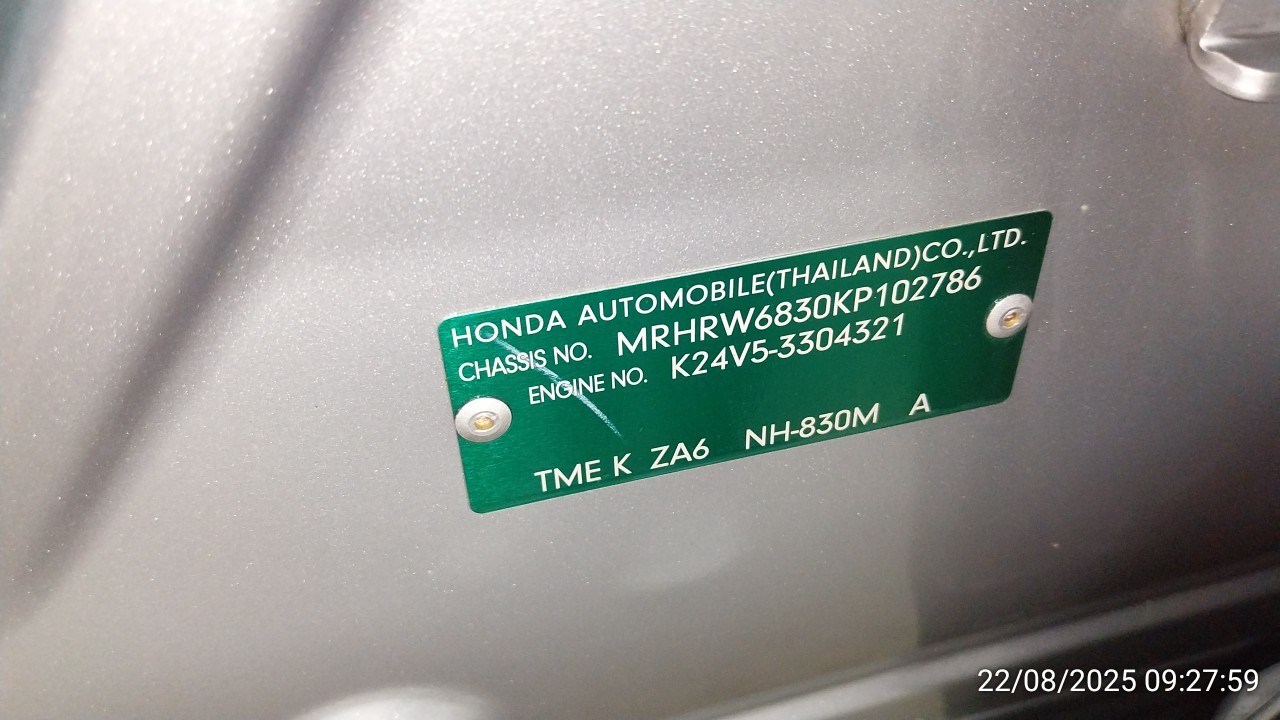 HONDA AUTOMOBILE(THAILAND)CO.,LTD.
CHASSIS NO. MRHRW6830KP102786
ENGINE NO. K24V5-3304321
TME K ZA6 NH-830M A
22/08/2025 09:27:59